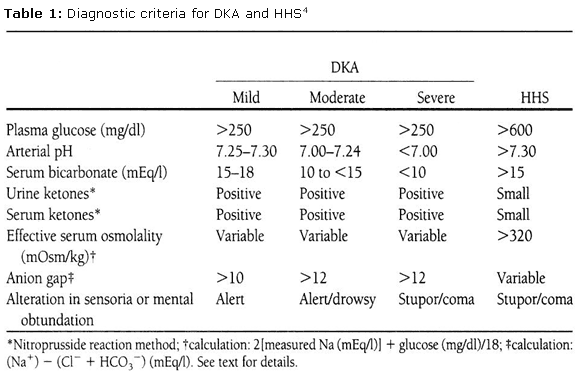 Table 1: Diagnostic criteria for DKA and HHS4
DKA
Mild Moderate Severe HHS
Plasma glucose (mg/dl) >250 >250 >250 >600
Arterial pH 7.25–7.30 7.00–7.24 <7.00 >7.30
Serum bicarbonate (mEq/l) 15–18 10 to <15 <10 >15
Urine ketones* Positive Positive Positive Small
Serum ketones* Positive Positive Positive Small
Effective serum osmolality Variable Variable Variable >320
(mOsm/kg)†
Anion gap‡ >10 >12 >12 Variable
Alteration in sensoria or mental Alert Alert/drowsy Stupor/coma Stupor/coma
obtundation
*Nitroprusside reaction method; †calculation: 2[measured Na (mEq/l)] + glucose (mg/dl)/18; ‡calculation:
(Na⁺) − (Cl⁻ + HCO₃⁻) (mEq/l). See text for details.